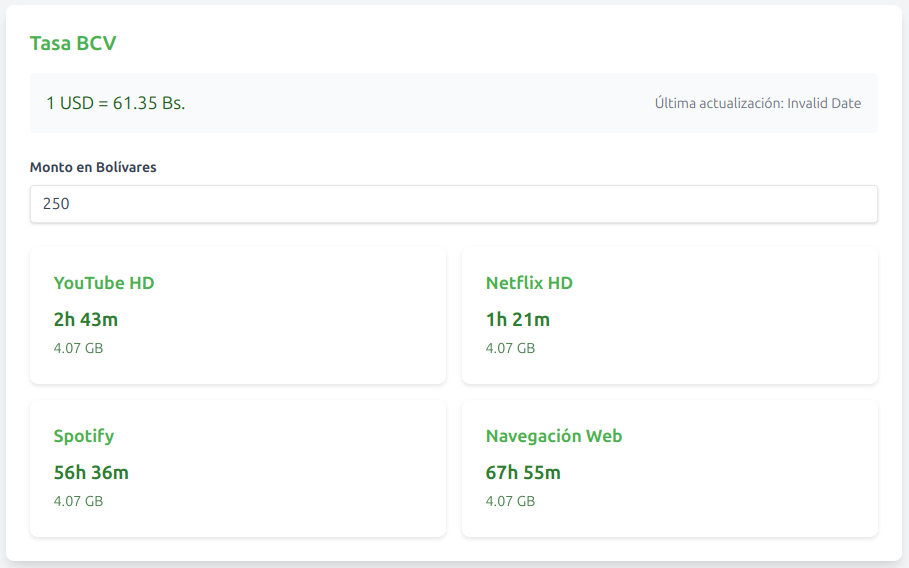 Tasa BCV
1 USD = 61.35 Bs.
Última actualización: Invalid Date
Monto en Bolívares
250
YouTube HD
2h 43m
4.07 GB
Netflix HD
1h 21m
4.07 GB
Spotify
56h 36m
4.07 GB
Navegación Web
67h 55m
4.07 GB